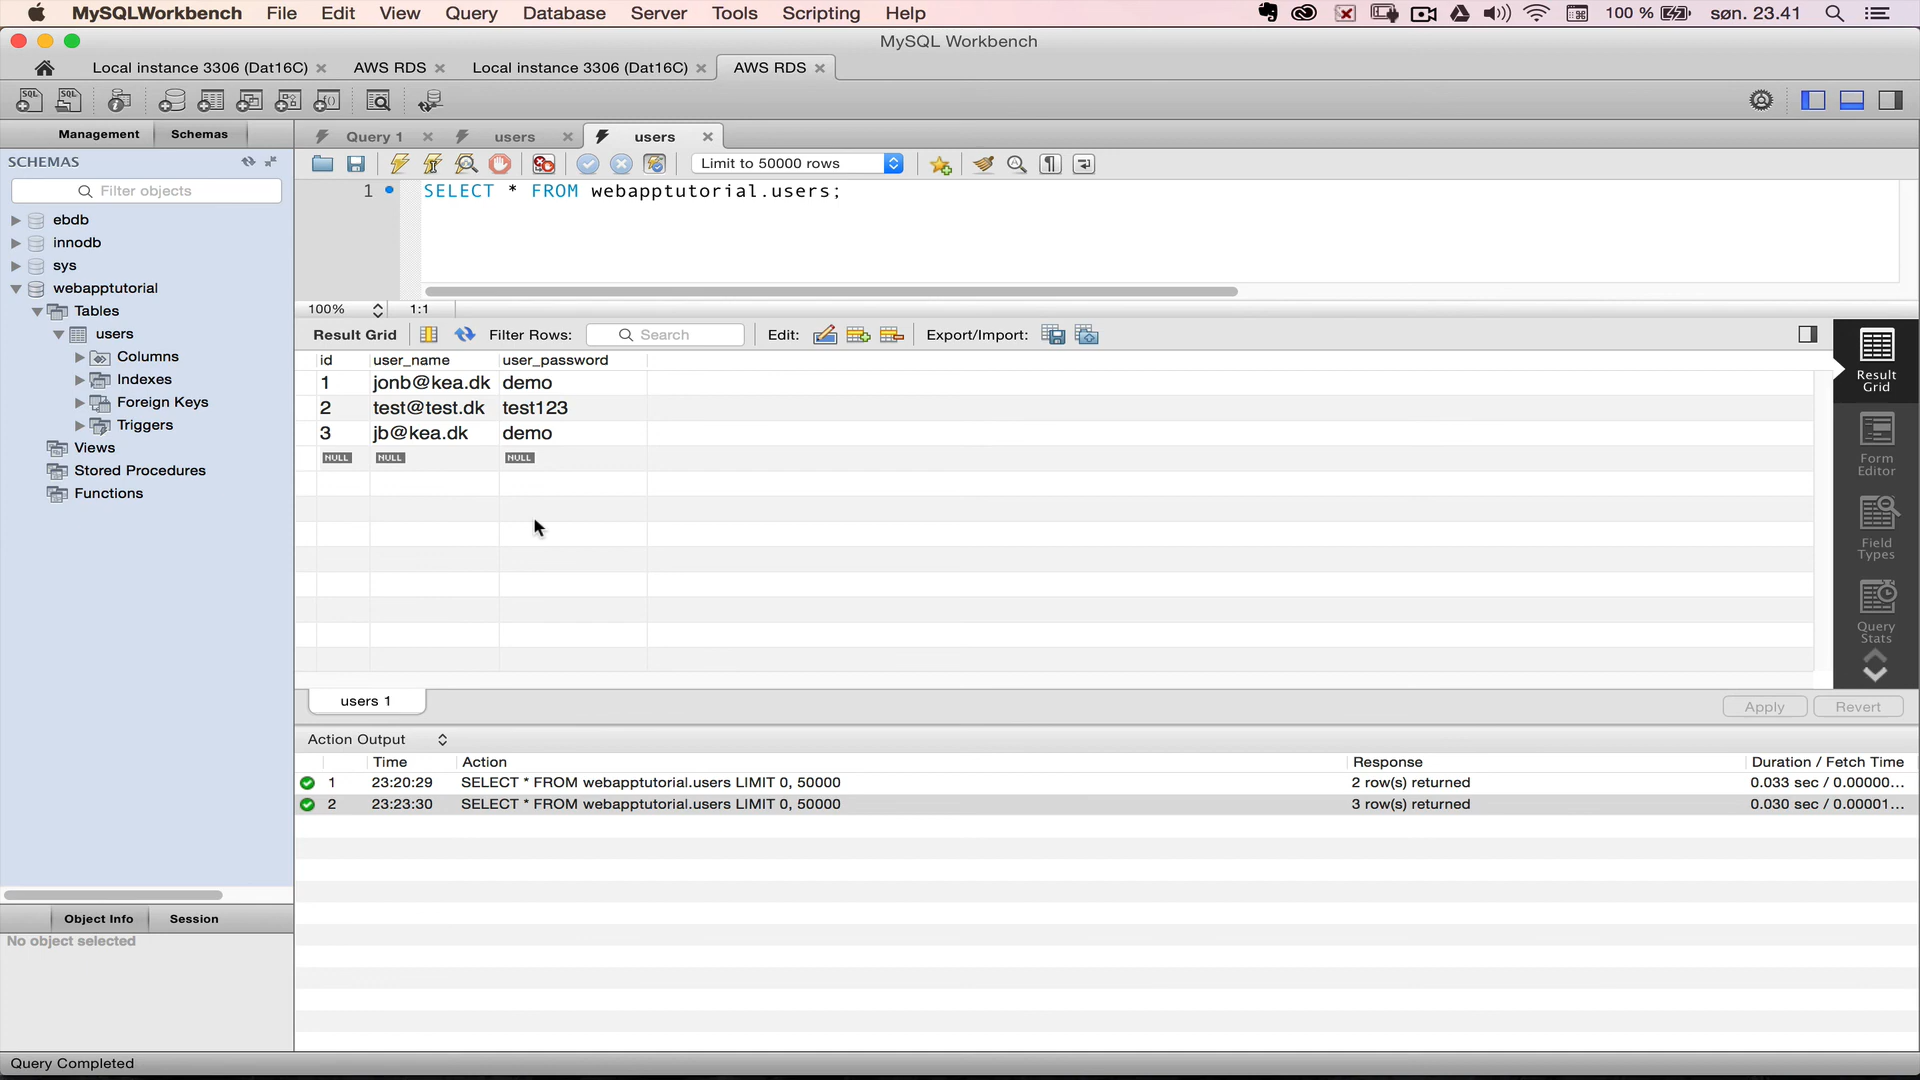 MySQLWorkbench File Edit View Query Database Server Tools Scripting Help 100 % søn. 23.41
MySQL Workbench
Local instance 3306 (Dat16C) AWS RDS Local instance 3306 (Dat16C) AWS RDS
Management Schemas
Query 1 users users
SCHEMAS
Limit to 50000 rows
Filter objects
1 SELECT * FROM webapptutorial.users;
ebdb
innodb
sys
webapptutorial
Tables
users
Columns
Indexes
Foreign Keys
Triggers
Views
Stored Procedures
Functions
100% 1:1
Result Grid Filter Rows: Search Edit: Export/Import:
id user_name user_password
1 jonb@kea.dk demo
2 test@test.dk test123
3 jb@kea.dk demo
NULL NULL NULL
Result
Grid
Form
Editor
Field
Types
Query
Stats
users 1
Apply Revert
Action Output
Time Action Response Duration / Fetch Time
1 23:20:29 SELECT * FROM webapptutorial.users LIMIT 0, 50000 2 row(s) returned 0.033 sec / 0.00000...
2 23:23:30 SELECT * FROM webapptutorial.users LIMIT 0, 50000 3 row(s) returned 0.030 sec / 0.00001...
Object Info Session
No object selected
Query Completed